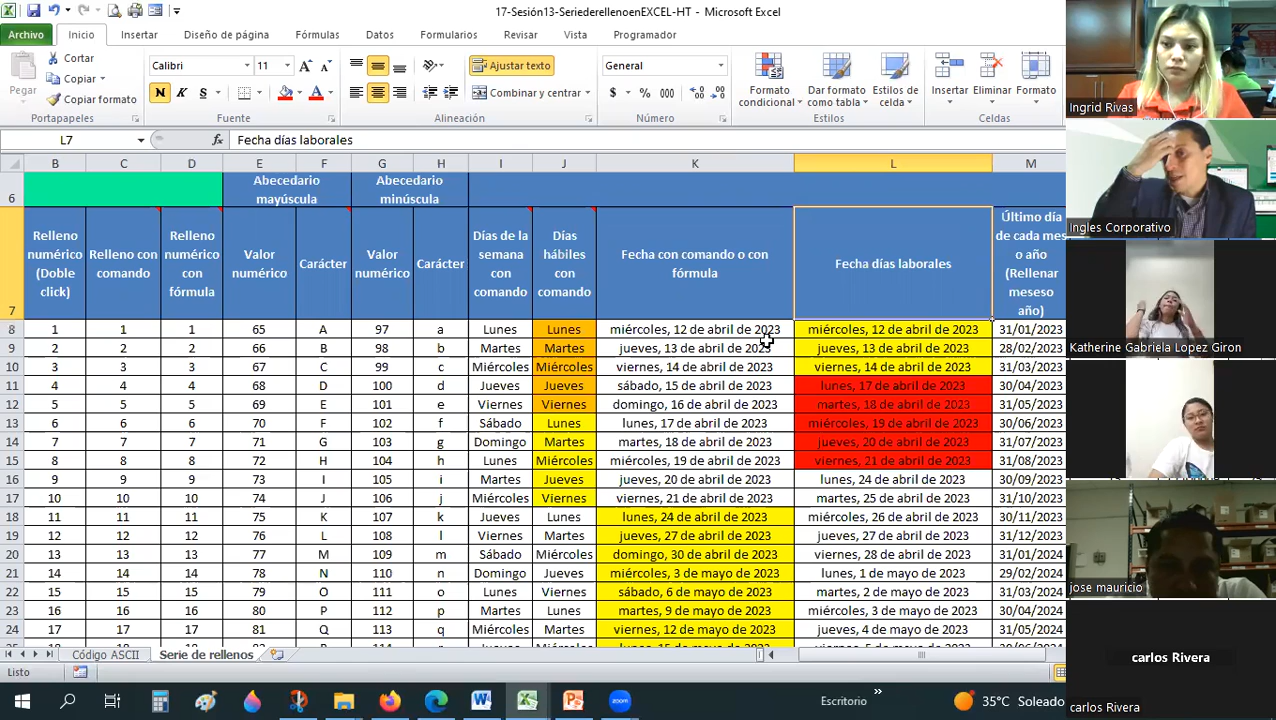 17-Sesión13-SeriederellenoenEXCEL-HT - Microsoft Excel
Archivo Inicio Insertar Diseño de página Fórmulas Datos Formularios Revisar Vista Programador
Pegar
Cortar
Copiar
Copiar formato
Portapapeles
Calibri 11
N K S
Fuente
Ajustar texto
Combinar y centrar
Alineación
General
$ % 000
Número
Formato condicional
Dar formato como tabla
Estilos de celda
Estilos
Insertar Eliminar Formato
Celdas
L7 fx Fecha días laborales
B C D E F G H I J K L M
6 Abecedario mayúscula Abecedario minúscula
7 Relleno numérico (Doble click) Relleno con comando Relleno numérico con fórmula Valor numérico Carácter Valor numérico Carácter Días de la semana con comando Días hábiles con comando Fecha con comando o con fórmula Fecha días laborales Último día de cada mes o año (Rellenar meseso año)
8 1 1 1 65 A 97 a Lunes Lunes miércoles, 12 de abril de 2023 miércoles, 12 de abril de 2023 31/01/2023
9 2 2 2 66 B 98 b Martes Martes jueves, 13 de abril de 2023 jueves, 13 de abril de 2023 28/02/2023
10 3 3 3 67 C 99 c Miércoles Miércoles viernes, 14 de abril de 2023 viernes, 14 de abril de 2023 31/03/2023
11 4 4 4 68 D 100 d Jueves Jueves sábado, 15 de abril de 2023 lunes, 17 de abril de 2023 30/04/2023
12 5 5 5 69 E 101 e Viernes Viernes domingo, 16 de abril de 2023 martes, 18 de abril de 2023 31/05/2023
13 6 6 6 70 F 102 f Sábado Lunes lunes, 17 de abril de 2023 miércoles, 19 de abril de 2023 30/06/2023
14 7 7 7 71 G 103 g Domingo Martes martes, 18 de abril de 2023 jueves, 20 de abril de 2023 31/07/2023
15 8 8 8 72 H 104 h Lunes Miércoles miércoles, 19 de abril de 2023 viernes, 21 de abril de 2023 31/08/2023
16 9 9 9 73 I 105 i Martes Jueves jueves, 20 de abril de 2023 lunes, 24 de abril de 2023 30/09/2023
17 10 10 10 74 J 106 j Miércoles Viernes viernes, 21 de abril de 2023 martes, 25 de abril de 2023 31/10/2023
18 11 11 11 75 K 107 k Jueves Lunes lunes, 24 de abril de 2023 miércoles, 26 de abril de 2023 30/11/2023
19 12 12 12 76 L 108 l Viernes Martes jueves, 27 de abril de 2023 jueves, 27 de abril de 2023 31/12/2023
20 13 13 13 77 M 109 m Sábado Miércoles domingo, 30 de abril de 2023 viernes, 28 de abril de 2023 31/01/2024
21 14 14 14 78 N 110 n Domingo Jueves miércoles, 3 de mayo de 2023 lunes, 1 de mayo de 2023 29/02/2024
22 15 15 15 79 O 111 o Lunes Viernes sábado, 6 de mayo de 2023 martes, 2 de mayo de 2023 31/03/2024
23 16 16 16 80 P 112 p Martes Lunes martes, 9 de mayo de 2023 miércoles, 3 de mayo de 2023 30/04/2024
24 17 17 17 81 Q 113 q Miércoles Martes viernes, 12 de mayo de 2023 jueves, 4 de mayo de 2023 31/05/2024
Código ASCII Serie de rellenos
Listo
Escritorio » 35°C Soleado
Ingrid Rivas
Ingles Corporativo
Katherine Gabriela Lopez Giron
jose mauricio
carlos Rivera
carlos Rivera